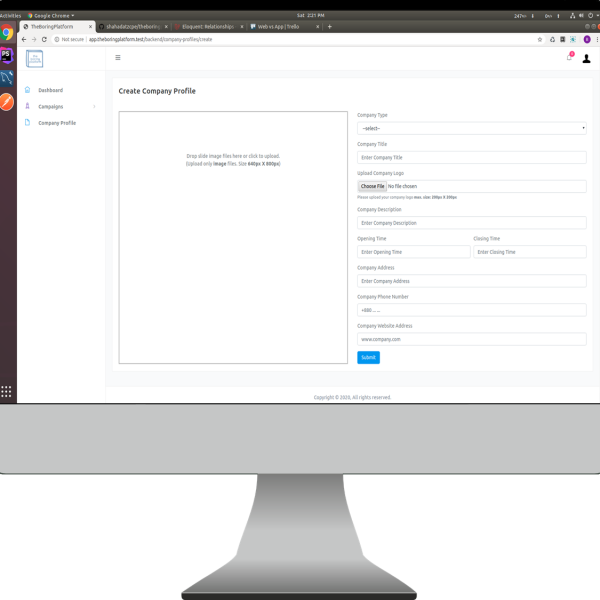 Activities
Google Chrome
Sat 2:21 PM
TheBoringPlatform
shahadatzcpe/theboring
Eloquent: Relationships
Web vs App | Trello
Not secure
app.theboringplatform.test/backend/company-profiles/create
PS
Dashboard
Campaigns
Company Profile
Create Company Profile
Drop slide image files here or click to upload.
(Upload only image files. Size 640px X 800px)
Company Type
--select--
Company Title
Enter Company Title
Upload Company Logo
Choose File No file chosen
Please upload your company logo max. size: 200px X 200px
Company Description
Enter Company Description
Opening Time Closing Time
Enter Opening Time Enter Closing Time
Company Address
Enter Company Address
Company Phone Number
Company Website Address
www.company.com
Submit
Copyright © 2020, All rights reserved.